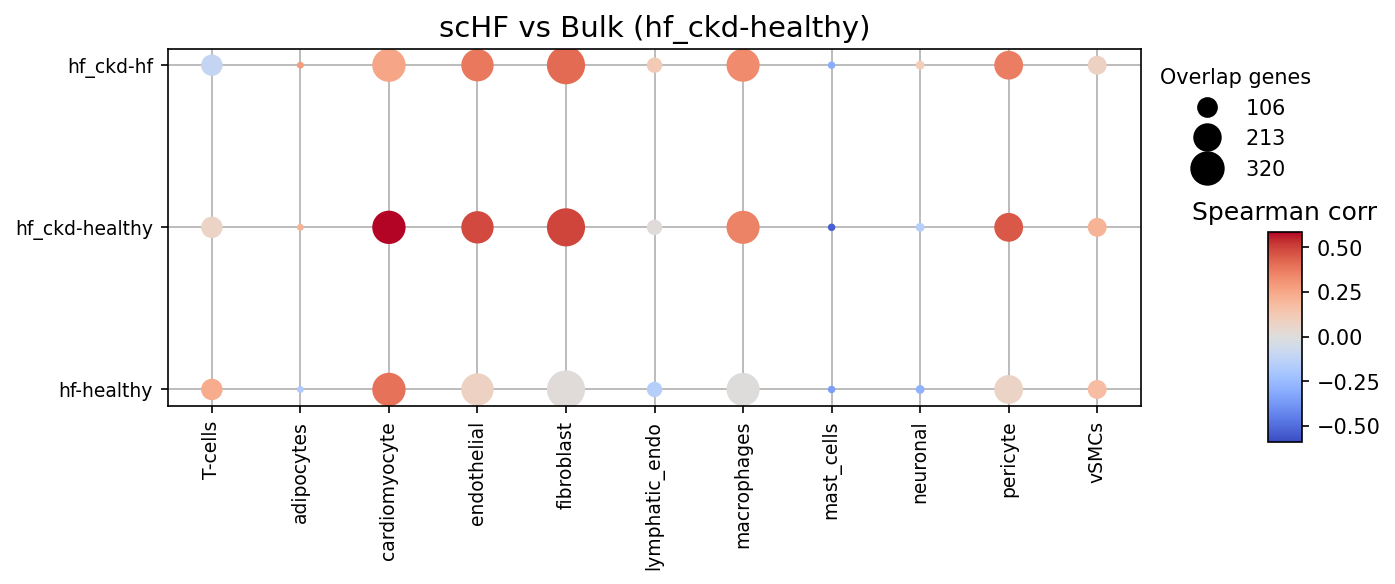 scHF vs Bulk (hf_ckd-healthy)
hf_ckd-hf
hf_ckd-healthy
hf-healthy
T-cells
adipocytes
cardiomyocyte
endothelial
fibroblast
lymphatic_endo
macrophages
mast_cells
neuronal
pericyte
vSMCs
Overlap genes
106
213
320
Spearman corr
0.50
0.25
0.00
−0.25
−0.50